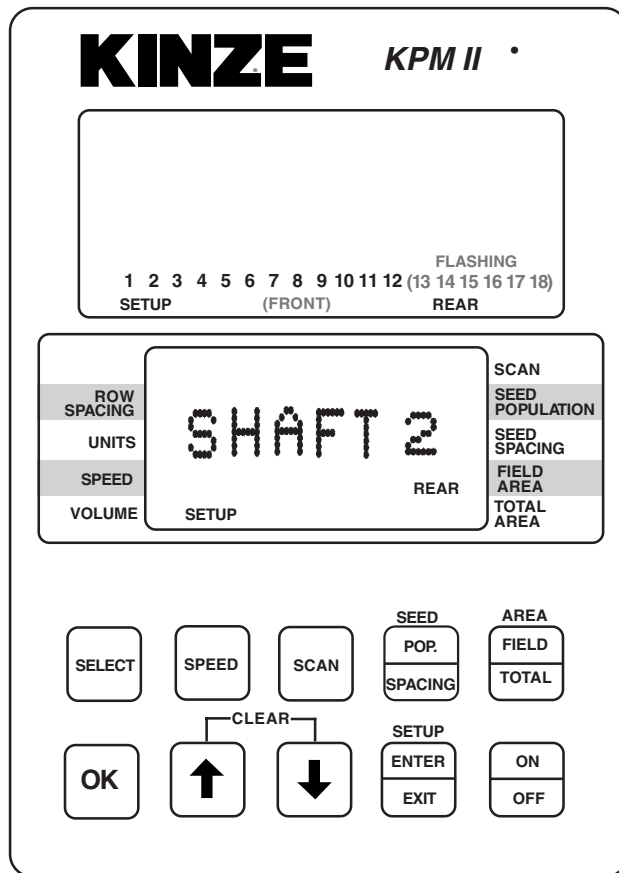 KINZE KPM II
FLASHING
1 2 3 4 5 6 7 8 9 10 11 12 (13 14 15 16 17 18)
SETUP (FRONT) REAR
SCAN
ROW SPACING
SEED POPULATION
UNITS
SEED SPACING
SPEED
FIELD AREA
VOLUME
TOTAL AREA
SHAFT 2
REAR
SETUP
SEED
AREA
SELECT
SPEED
SCAN
POP.
SPACING
FIELD
TOTAL
CLEAR
SETUP
OK
ENTER
EXIT
ON
OFF